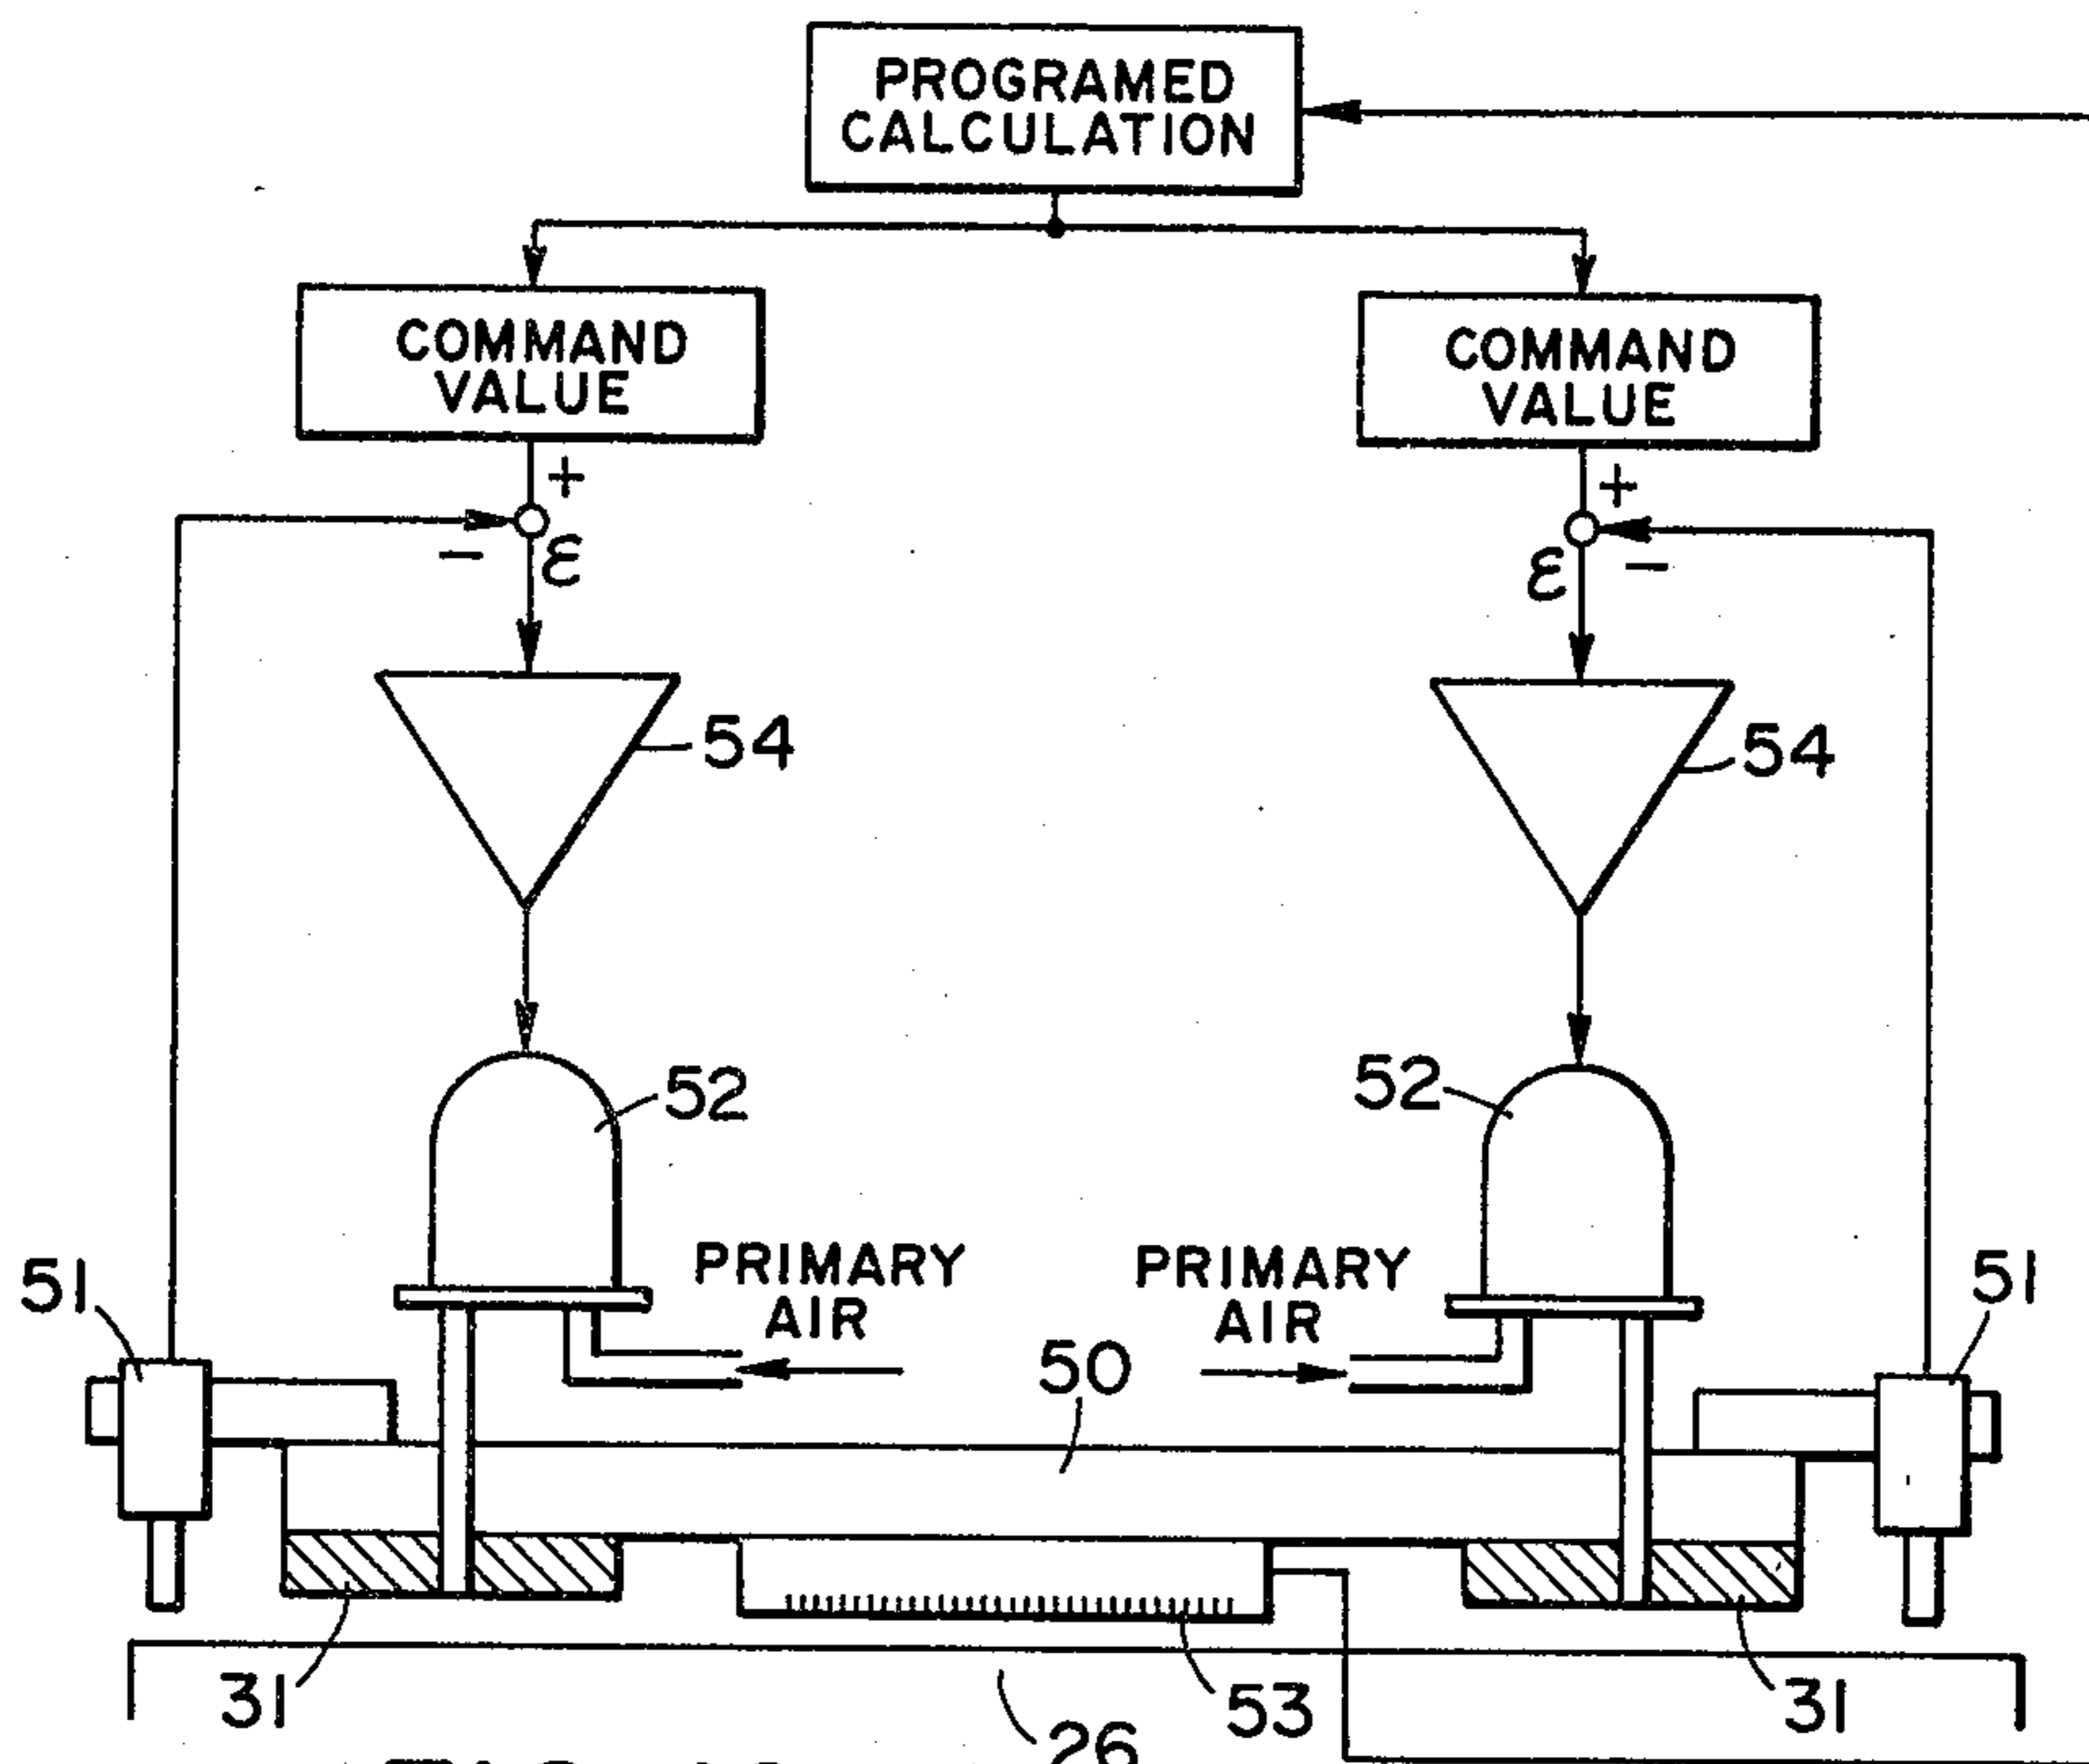 PROGRAMED
CALCULATION
COMMAND
VALUE
COMMAND
VALUE
+
+
−
ε
ε
−
54
54
52
52
PRIMARY
AIR
PRIMARY
AIR
51
51
50
31
53
31
26